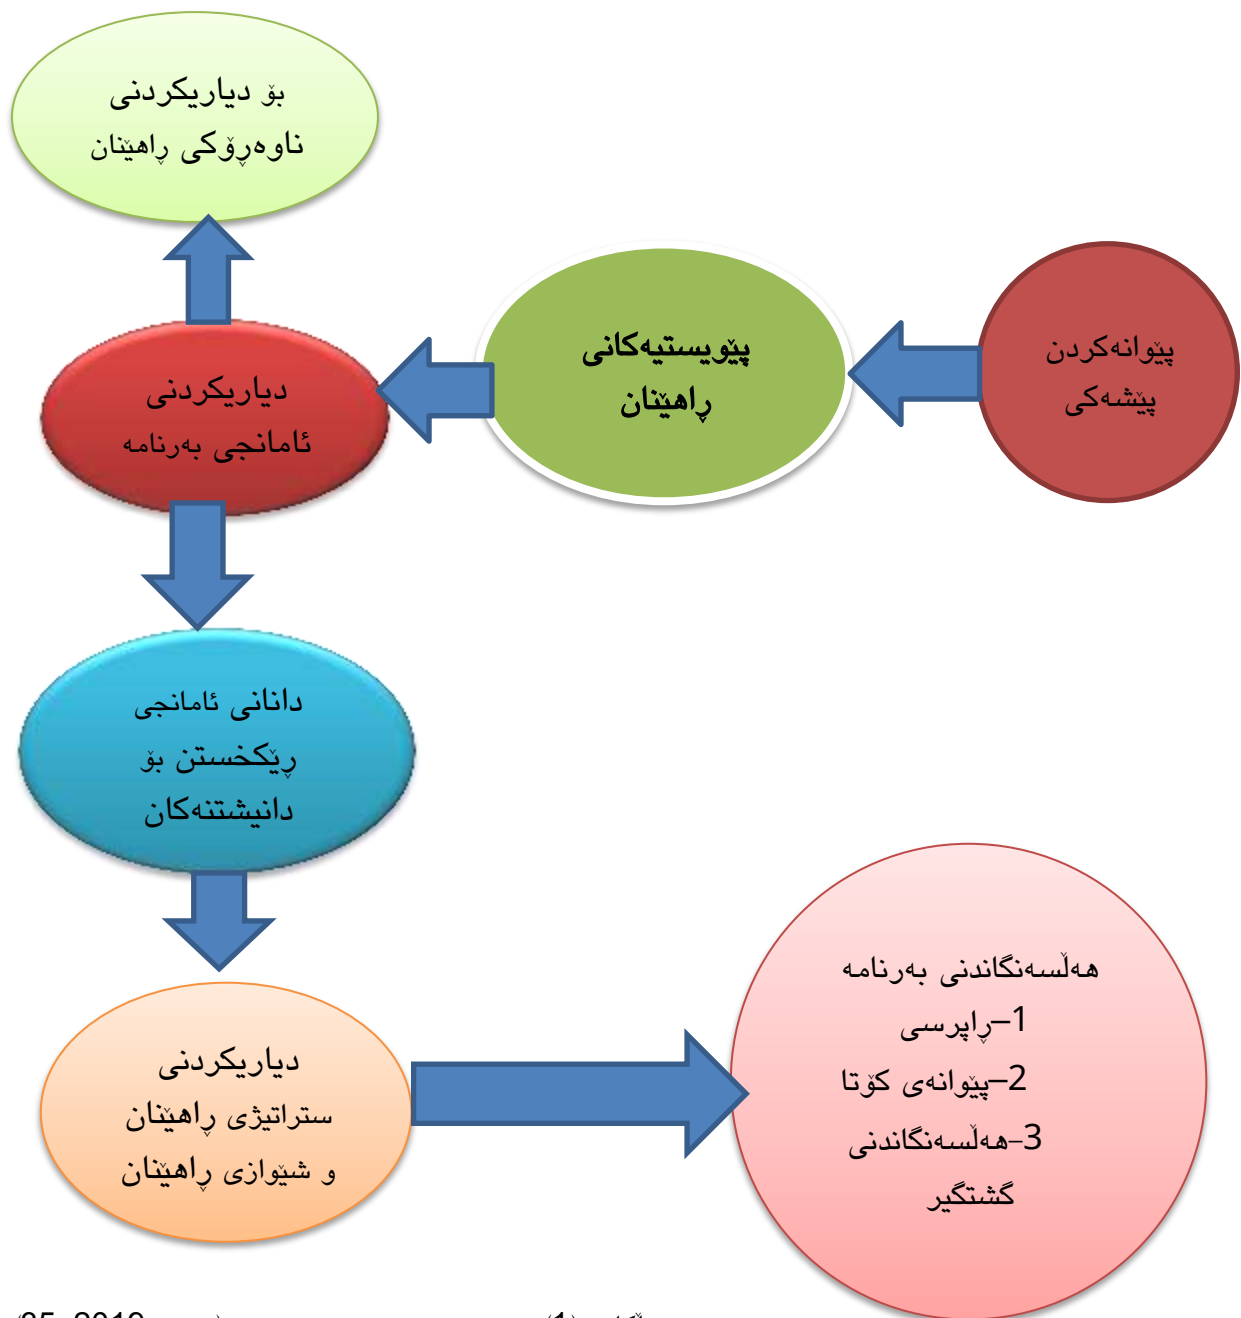 بۆ دیاریکردنی
ناوەڕۆکی ڕاهێنان
پێوانەکردن
پێشەکی
پێویستیەکانی
ڕاهێنان
دیاریکردنی
ئامانجی بەرنامە
دانانی ئامانجی
ڕێکخستن بۆ
دانیشتنەکان
دیاریکردنی
ستراتیژی ڕاهێنان
و شێوازی ڕاهێنان
هەڵسەنگاندنی بەرنامە
1–ڕاپرسی
2–پێوانەی کۆتا
3-هەڵسەنگاندنی
گشتگیر